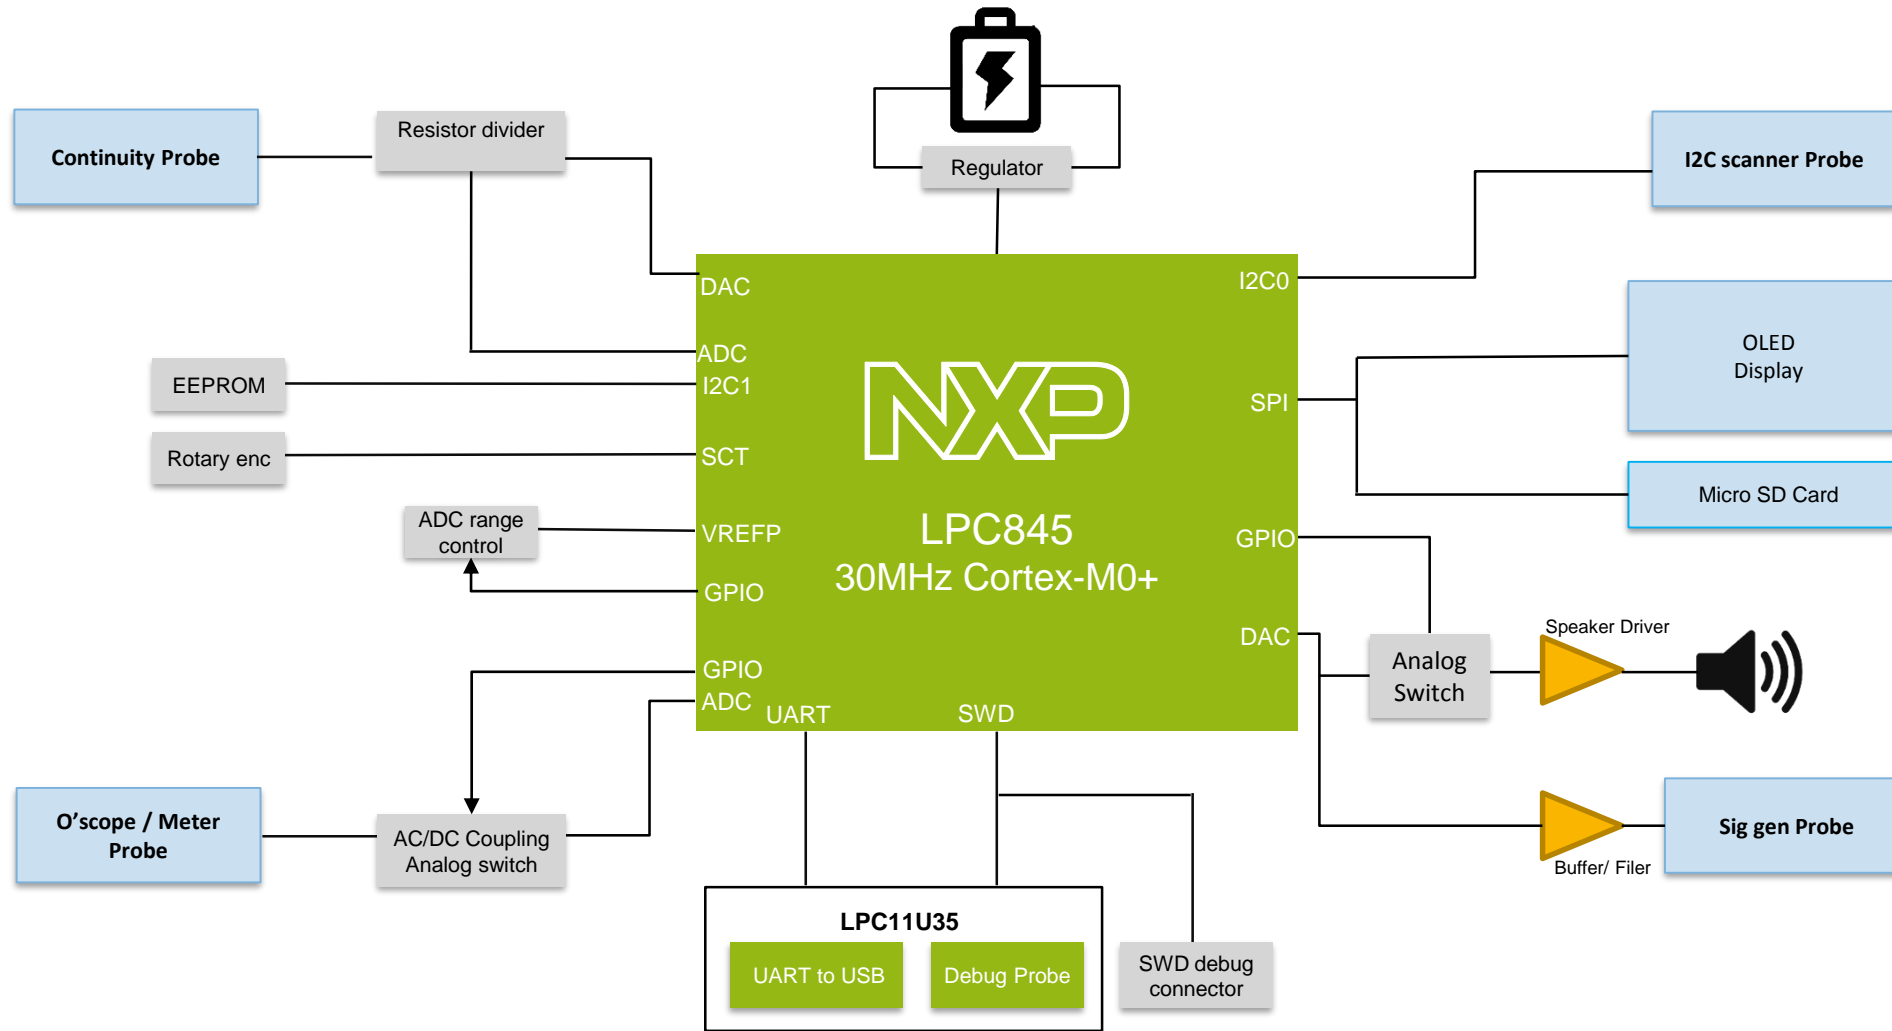 Continuity Probe
Resistor divider
Regulator
I2C scanner Probe
DAC
I2C0
ADC
I2C1
EEPROM
OLED
Display
SPI
NXP
Rotary enc
SCT
Micro SD Card
ADC range
control
VREFP
LPC845
30MHz Cortex-M0+
GPIO
GPIO
DAC
Speaker Driver
Analog
Switch
GPIO
ADC
UART
SWD
O'scope / Meter
Probe
AC/DC Coupling
Analog switch
Sig gen Probe
Buffer/ Filer
LPC11U35
UART to USB
Debug Probe
SWD debug
connector